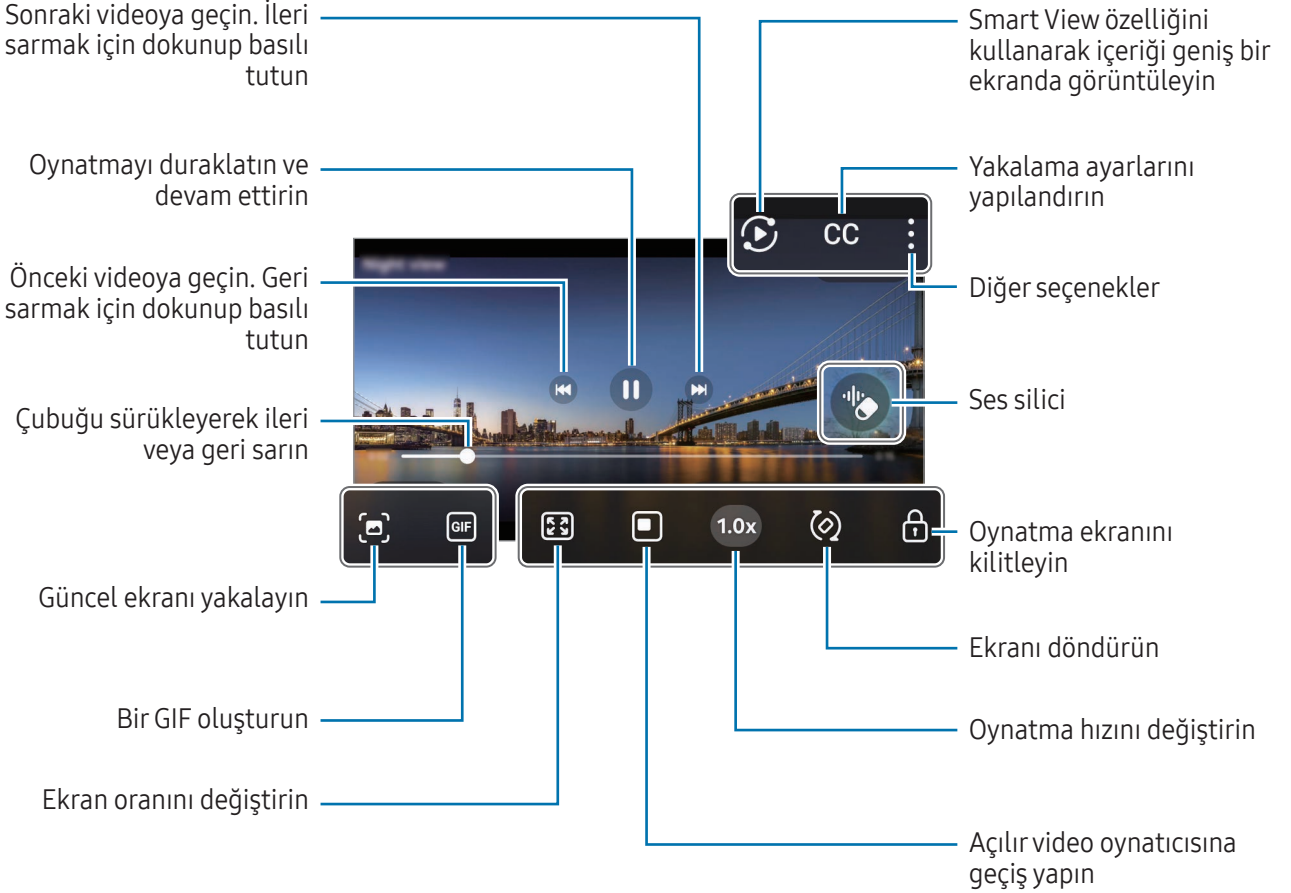 Sonraki videoya geçin. İleri
sarmak için dokunup basılı
tutun
Smart View özelliğini
kullanarak içeriği geniş bir
ekranda görüntüleyin
Oynatmayı duraklatın ve
devam ettirin
Yakalama ayarlarını
yapılandırın
CC
Önceki videoya geçin. Geri
sarmak için dokunup basılı
tutun
Night view
Diğer seçenekler
Ses silici
Çubuğu sürükleyerek ileri
veya geri sarın
GIF
1.0x
Oynatma ekranını
kilitleyin
Güncel ekranı yakalayın
Ekranı döndürün
Bir GIF oluşturun
Oynatma hızını değiştirin
Ekran oranını değiştirin
Açılır video oynatıcısına
geçiş yapın